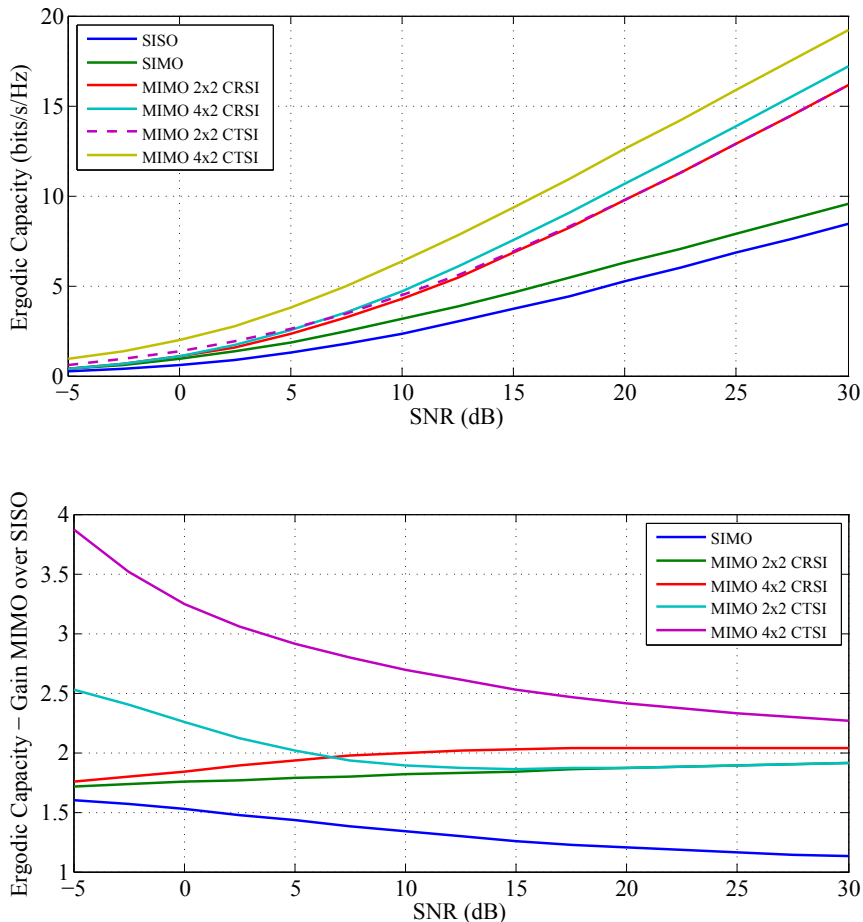 20
15
10
5
0
Ergodic Capacity (bits/s/Hz)
SISO
SIMO
MIMO 2x2 CRSI
MIMO 4x2 CRSI
MIMO 2x2 CTSI
MIMO 4x2 CTSI
−5 0 5 10 15 20 25 30
SNR (dB)
4
3.5
3
2.5
2
1.5
1
Ergodic Capacity − Gain MIMO over SISO
SIMO
MIMO 2x2 CRSI
MIMO 4x2 CRSI
MIMO 2x2 CTSI
MIMO 4x2 CTSI
−5 0 5 10 15 20 25 30
SNR (dB)